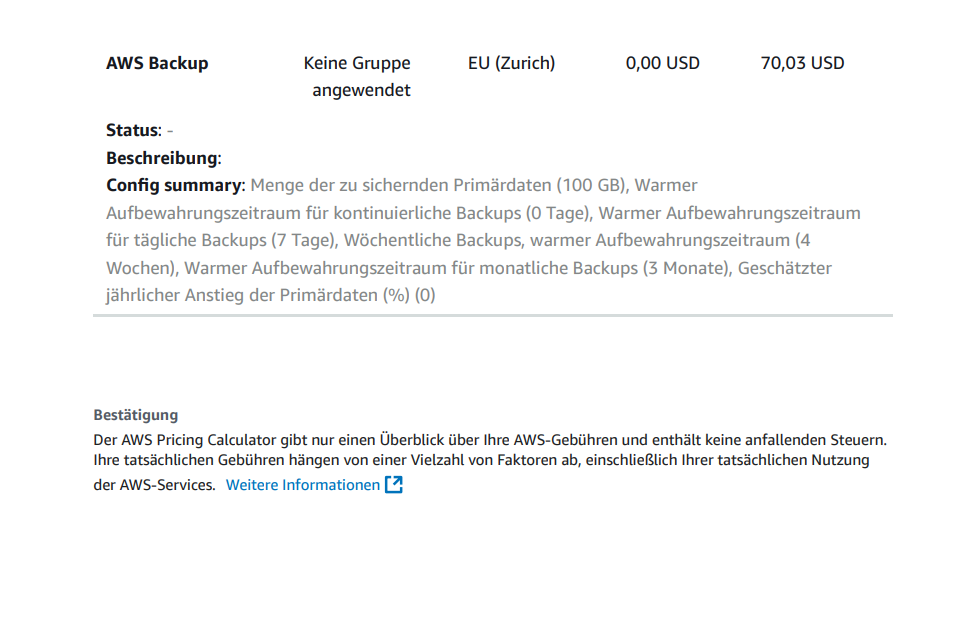 AWS Backup Keine Gruppe EU (Zurich) 0,00 USD 70,03 USD
angewendet
Status: -
Beschreibung:
Config summary: Menge der zu sichernden Primärdaten (100 GB), Warmer
Aufbewahrungszeitraum für kontinuierliche Backups (0 Tage), Warmer Aufbewahrungszeitraum
für tägliche Backups (7 Tage), Wöchentliche Backups, warmer Aufbewahrungszeitraum (4
Wochen), Warmer Aufbewahrungszeitraum für monatliche Backups (3 Monate), Geschätzter
jährlicher Anstieg der Primärdaten (%) (0)
Bestätigung
Der AWS Pricing Calculator gibt nur einen Überblick über Ihre AWS-Gebühren und enthält keine anfallenden Steuern.
Ihre tatsächlichen Gebühren hängen von einer Vielzahl von Faktoren ab, einschließlich Ihrer tatsächlichen Nutzung
der AWS-Services. Weitere Informationen